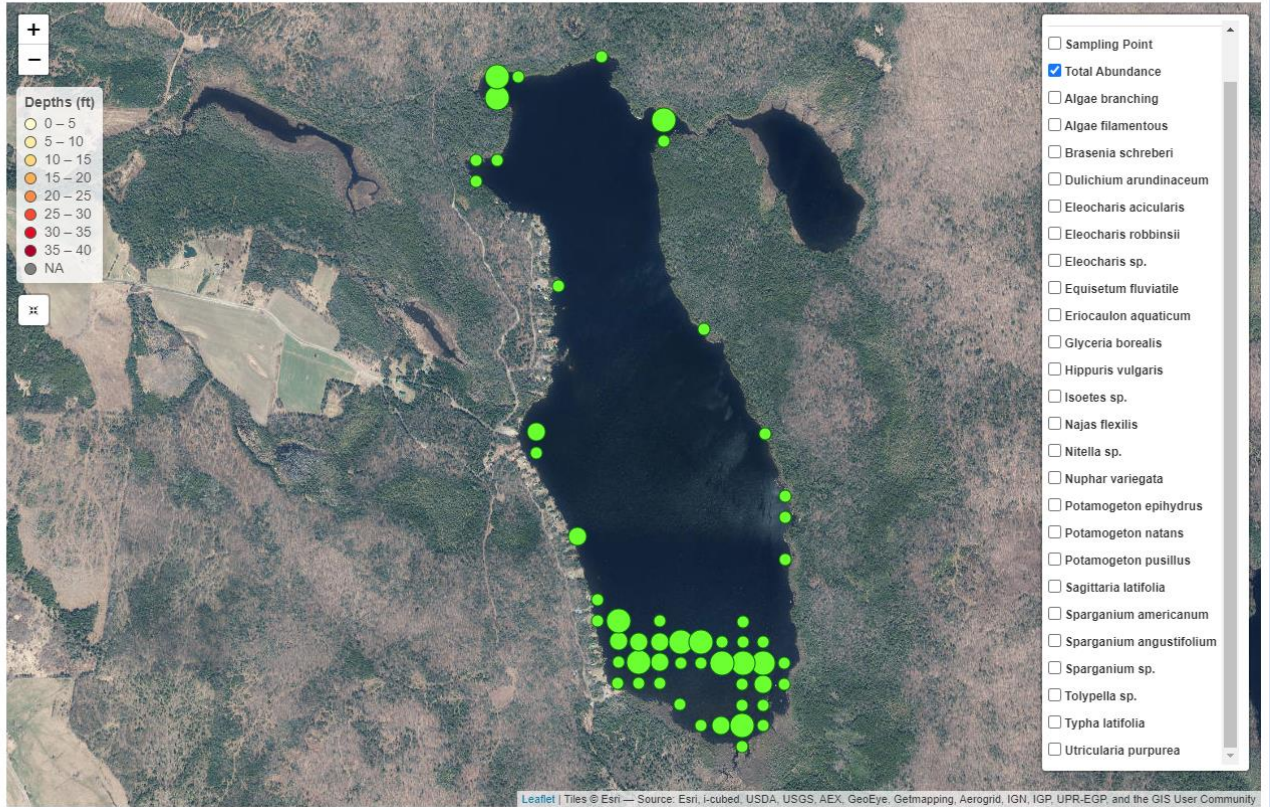 +
−
Depths (ft)
0 – 5
5 – 10
10 – 15
15 – 20
20 – 25
25 – 30
30 – 35
35 – 40
NA
Sampling Point
Total Abundance
Algae branching
Algae filamentous
Brasenia schreberi
Dulichium arundinaceum
Eleocharis acicularis
Eleocharis robbinsii
Eleocharis sp.
Equisetum fluviatile
Eriocaulon aquaticum
Glyceria borealis
Hippuris vulgaris
Isoetes sp.
Najas flexilis
Nitella sp.
Nuphar variegata
Potamogeton epihydrus
Potamogeton natans
Potamogeton pusillus
Sagittaria latifolia
Sparganium americanum
Sparganium angustifolium
Sparganium sp.
Tolypella sp.
Typha latifolia
Utricularia purpurea
Leaflet | Tiles © Esri — Source: Esri, i-cubed, USDA, USGS, AEX, GeoEye, Getmapping, Aerogrid, IGN, IGP, UPR-EGP, and the GIS User Community